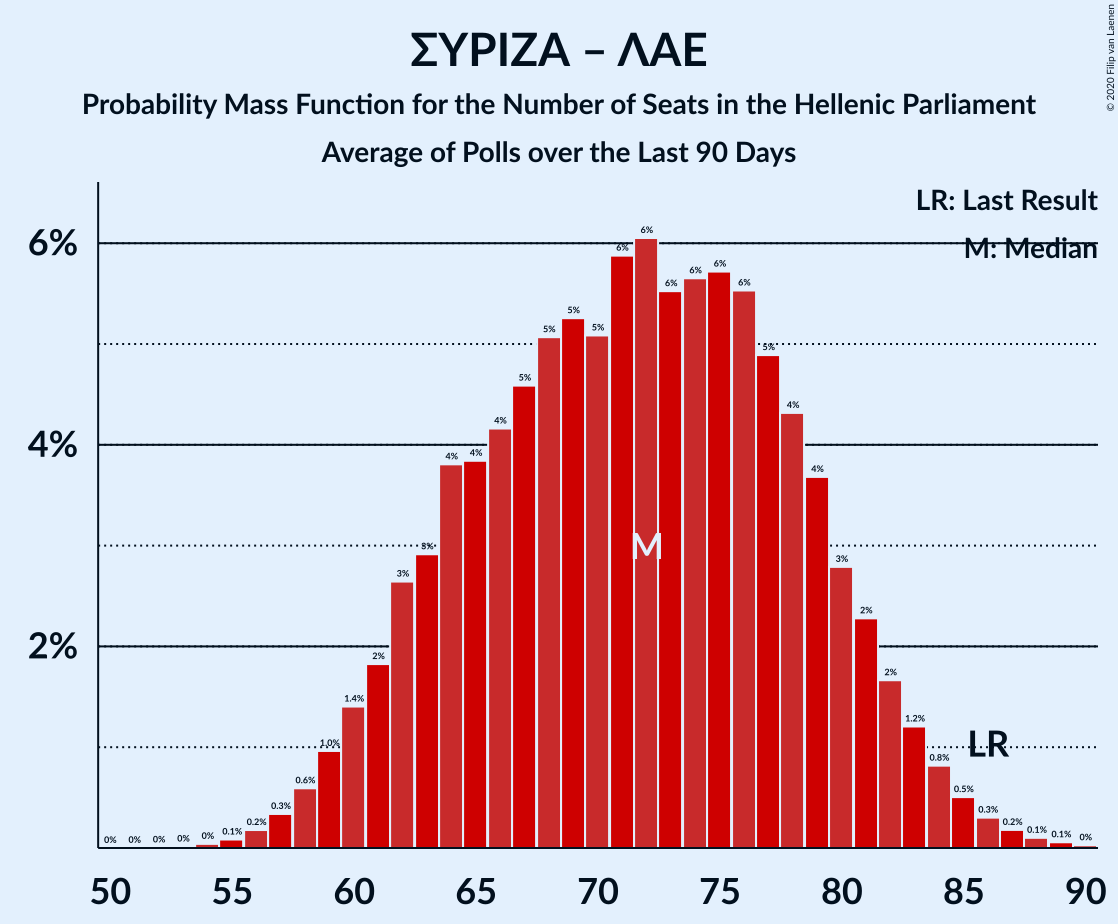 ΣΥΡΙΖΑ – ΛΑΕ
Probability Mass Function for the Number of Seats in the Hellenic Parliament
Average of Polls over the Last 90 Days
© 2020 Filip van Laenen
LR: Last Result
M: Median
6%
4%
2%
0% 0% 0% 0% 0% 0.1% 0.2% 0.3% 0.6% 1.0% 1.4% 2% 3% 3% 4% 4% 4% 5% 5% 5% 5% 6% 6% 6% 6% 6% 6% 5% 4% 4% 3% 2% 2% 1.2% 0.8% 0.5% 0.3% 0.2% 0.1% 0.1% 0%
M
LR
50 55 60 65 70 75 80 85 90